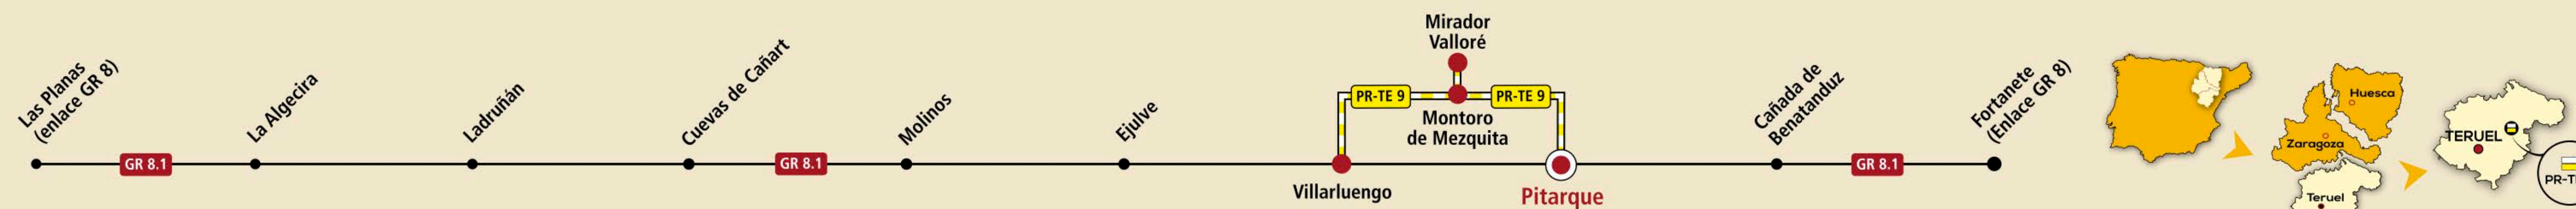 Las Planas
(enlace GR 8)
GR 8.1
La Algecira
Ladruñán
Cuevas de Cañart
GR 8.1
Molinos
Ejulve
Villarluengo
PR-TE 9
Mirador
Valloré
Montoro
de Mezquita
PR-TE 9
Pitarque
Cañada de
Benatanduz
GR 8.1
Fortanete
(Enlace GR 8)
Huesca
Zaragoza
Teruel
TERUEL